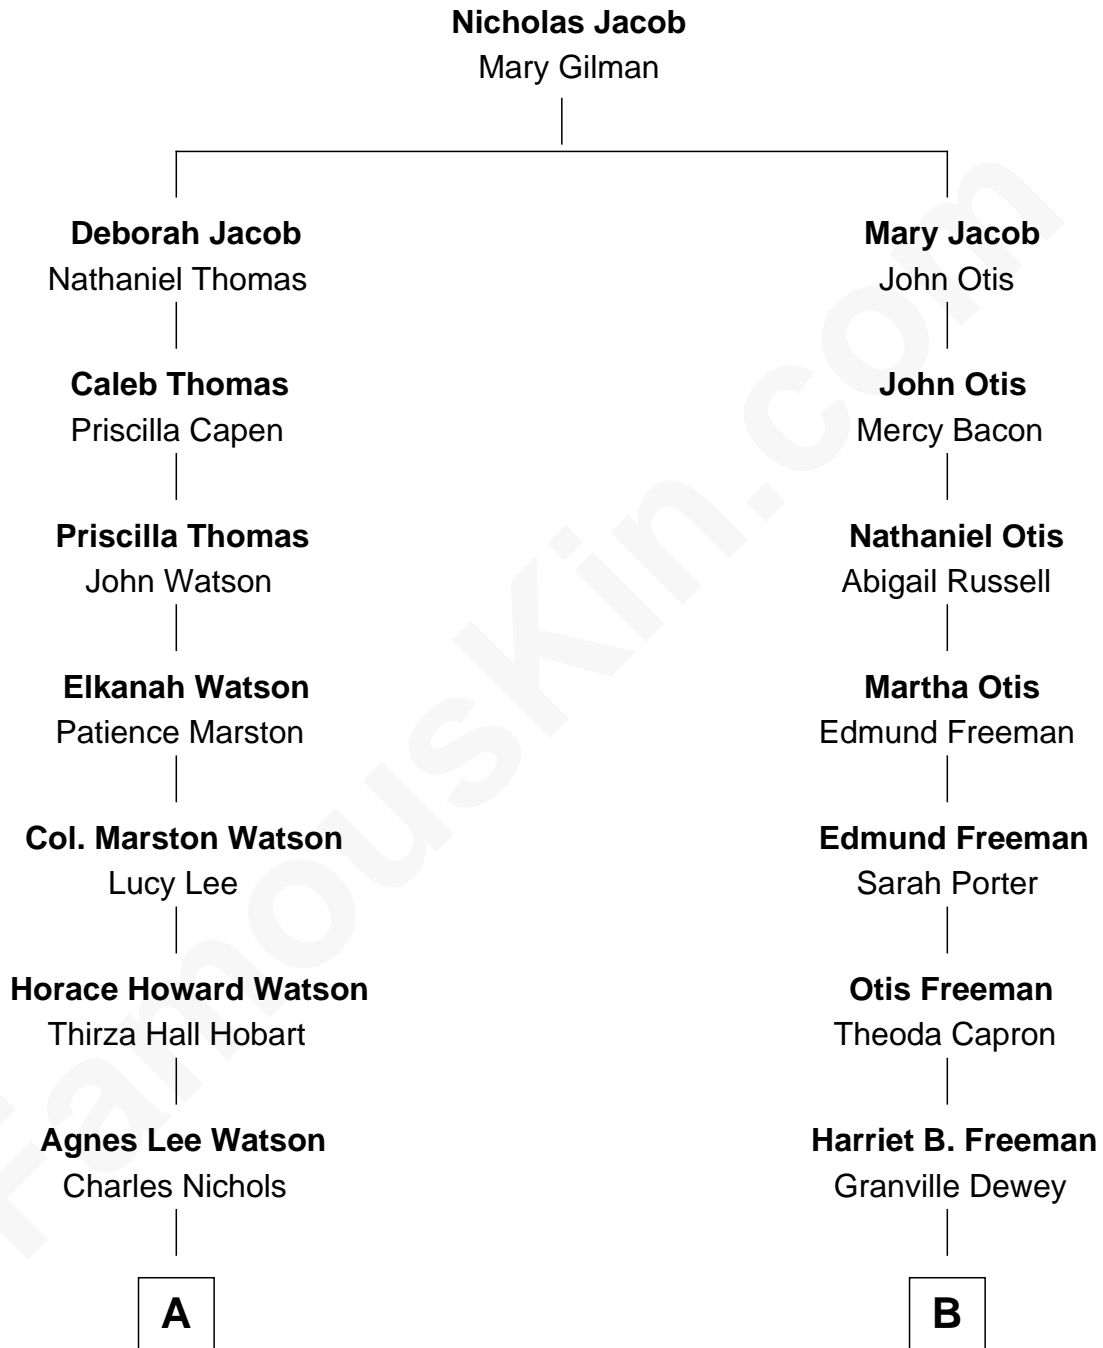 Nicholas Jacob
Mary Gilman
Deborah Jacob
Nathaniel Thomas
Mary Jacob
John Otis
Caleb Thomas
Priscilla Capen
John Otis
Mercy Bacon
Priscilla Thomas
John Watson
Nathaniel Otis
Abigail Russell
Elkanah Watson
Patience Marston
Martha Otis
Edmund Freeman
Col. Marston Watson
Lucy Lee
Edmund Freeman
Sarah Porter
Horace Howard Watson
Thirza Hall Hobart
Otis Freeman
Theoda Capron
Agnes Lee Watson
Charles Nichols
Harriet B. Freeman
Granville Dewey
A
B
FamousKin.com